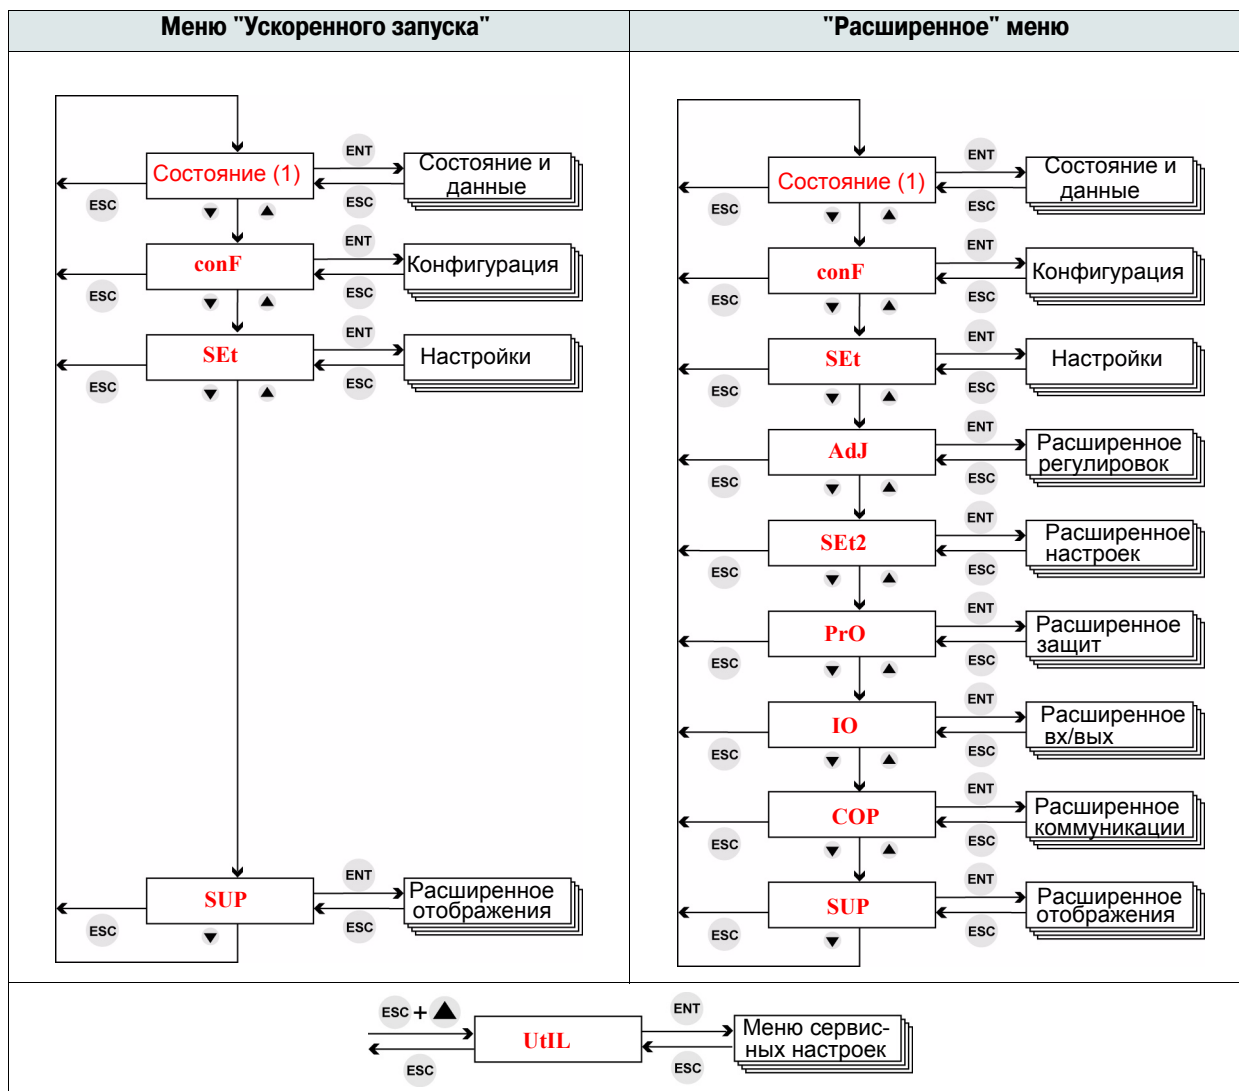 Меню "Ускоренного запуска"
"Расширенное" меню
Состояние (1)
ENT
ESC
ESC
Состояние и
данные
conF
ENT
ESC
ESC
Конфигурация
SEt
ENT
ESC
ESC
Настройки
SUP
ENT
ESC
ESC
Расширенное
отображения
Состояние (1)
ENT
ESC
ESC
Состояние и
данные
conF
ENT
ESC
ESC
Конфигурация
SEt
ENT
ESC
ESC
Настройки
AdJ
ENT
ESC
ESC
Расширенное
регулировок
SEt2
ENT
ESC
ESC
Расширенное
настроек
PrO
ENT
ESC
ESC
Расширенное
защит
IO
ENT
ESC
ESC
Расширенное
вх/вых
COP
ENT
ESC
ESC
Расширенное
коммуникации
SUP
ENT
ESC
ESC
Расширенное
отображения
ESC +
ESC
UtIL
ENT
ESC
Меню сервис-
ных настроек